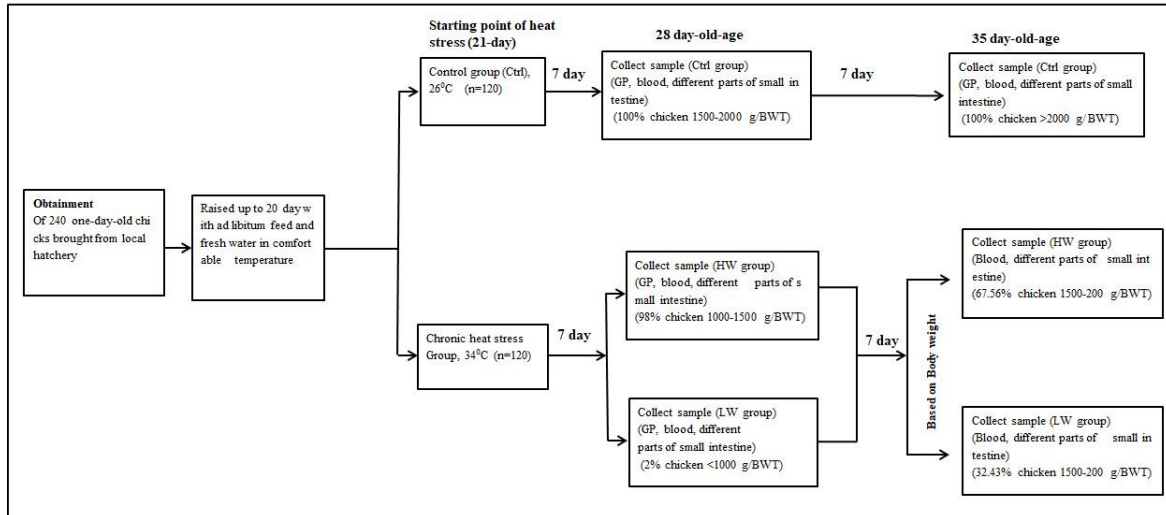 Starting point of heat
stress (21-day)
28 day-old-age
35 day-old-age
Control group (Ctrl),
26⁰C (n=120)
7 day
Collect sample (Ctrl group)
(GP, blood, different parts of small in
testine)
(100% chicken 1500-2000 g/BWT)
7 day
Collect sample (Ctrl group)
(GP, blood, different parts of small
intestine)
(100% chicken >2000 g/ BWT)
Obtainment
Of 240 one-day-old chi
cks brought from local
hatchery
Raised up to 20 day w
ith ad libitum feed and
fresh water in comfort
able temperature
Chronic heat stress
Group, 34⁰C (n=120)
7 day
Collect sample (HW group)
(GP, blood, different parts of s
mall intestine)
(98% chicken 1000-1500 g/BWT)
Collect sample (LW group)
(GP, blood, different
parts of small intestine)
(2% chicken <1000 g/BWT)
7 day
Based on Body weight
Collect sample (HW group)
(Blood, different parts of small int
estine)
(67.56% chicken 1500-200 g/BWT)
Collect sample (LW group)
(Blood, different parts of small in
testine)
(32.43% chicken 1500-200 g/BWT)